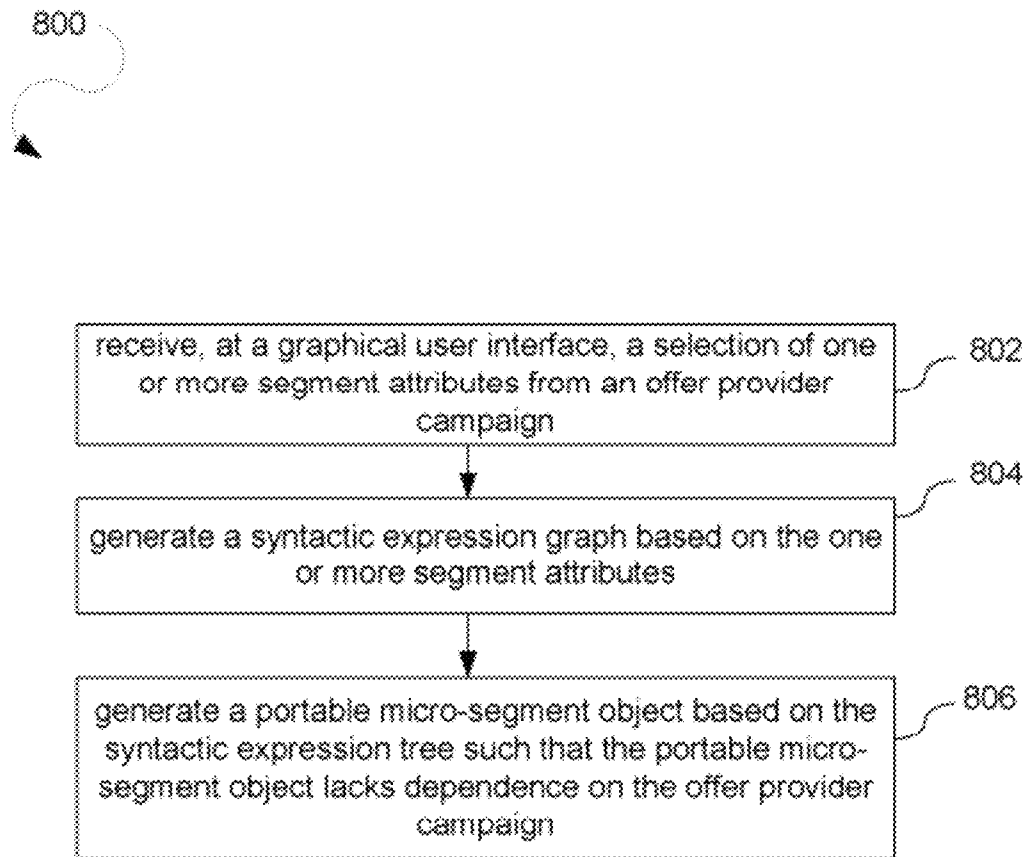 800
receive, at a graphical user interface, a selection of one
or more segment attributes from an offer provider
campaign
802
generate a syntactic expression graph based on the one
or more segment attributes
804
generate a portable micro-segment object based on the
syntactic expression tree such that the portable micro-
segment object lacks dependence on the offer provider
campaign
806